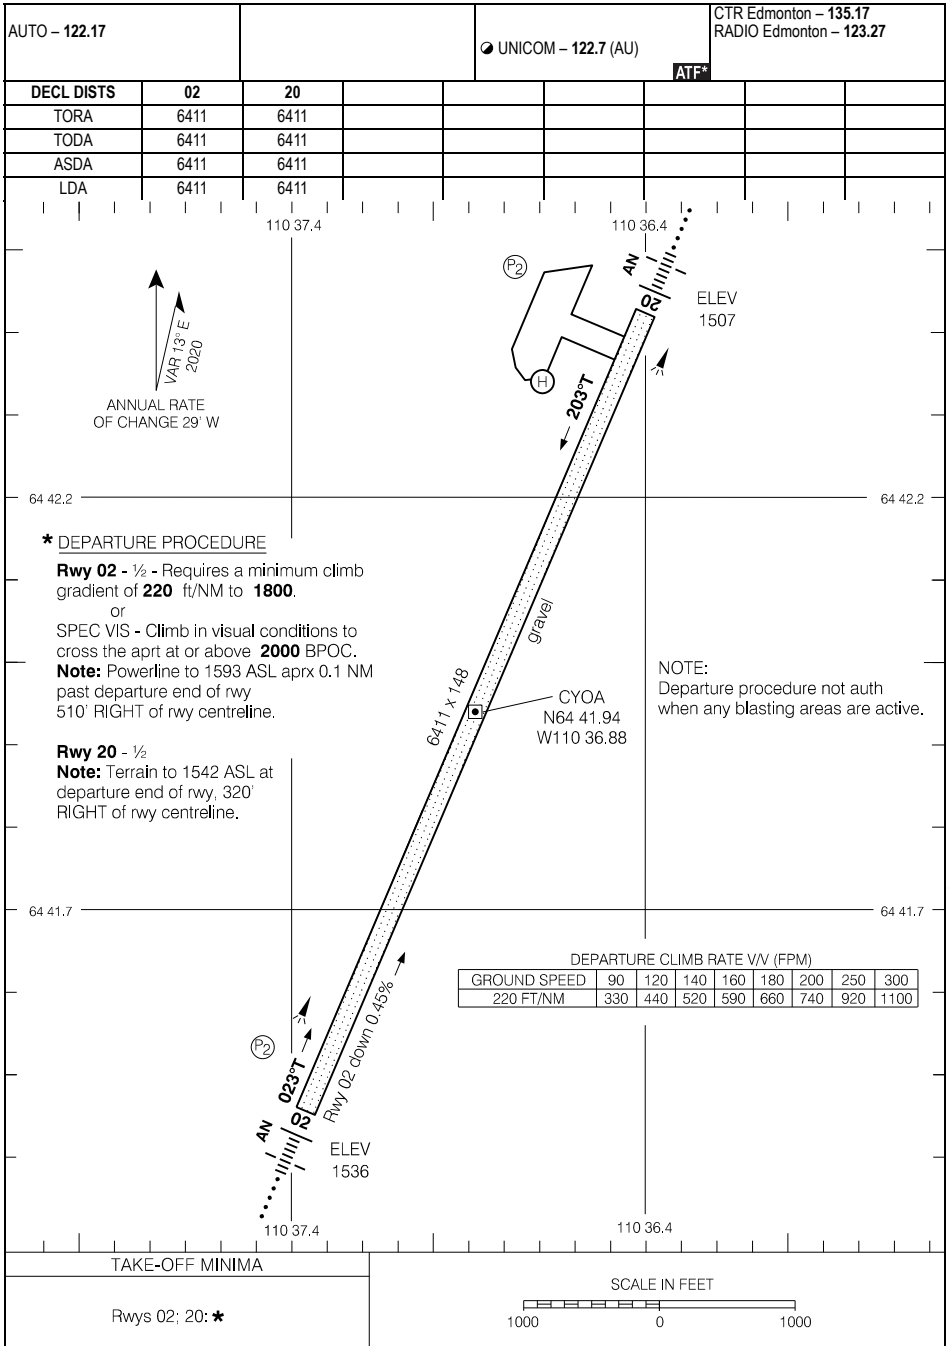 AUTO – 122.17
UNICOM – 122.7 (AU)
ATF*
CTR Edmonton – 135.17
RADIO Edmonton – 123.27
DECL DISTS 02 20
TORA 6411 6411
TODA 6411 6411
ASDA 6411 6411
LDA 6411 6411
110 37.4 110 36.4
P2
AN
20
ELEV
1507
VAR 13° E
2020
ANNUAL RATE
OF CHANGE 29' W
H
203°T
64 42.2 64 42.2
* DEPARTURE PROCEDURE
Rwy 02 - ½ - Requires a minimum climb
gradient of 220 ft/NM to 1800.
or
SPEC VIS - Climb in visual conditions to
cross the aprt at or above 2000 BPOC.
Note: Powerline to 1593 ASL aprx 0.1 NM
past departure end of rwy
510' RIGHT of rwy centreline.
Rwy 20 - ½
Note: Terrain to 1542 ASL at
departure end of rwy, 320'
RIGHT of rwy centreline.
gravel
6411 x 148
CYOA
N64 41.94
W110 36.88
NOTE:
Departure procedure not auth
when any blasting areas are active.
64 41.7 64 41.7
DEPARTURE CLIMB RATE V/V (FPM)
GROUND SPEED 90 120 140 160 180 200 250 300
220 FT/NM 330 440 520 590 660 740 920 1100
P2
023°T
Rwy 02 down 0.45%
02
AN
ELEV
1536
110 37.4 110 36.4
TAKE-OFF MINIMA
Rwys 02; 20: *
SCALE IN FEET
1000 0 1000